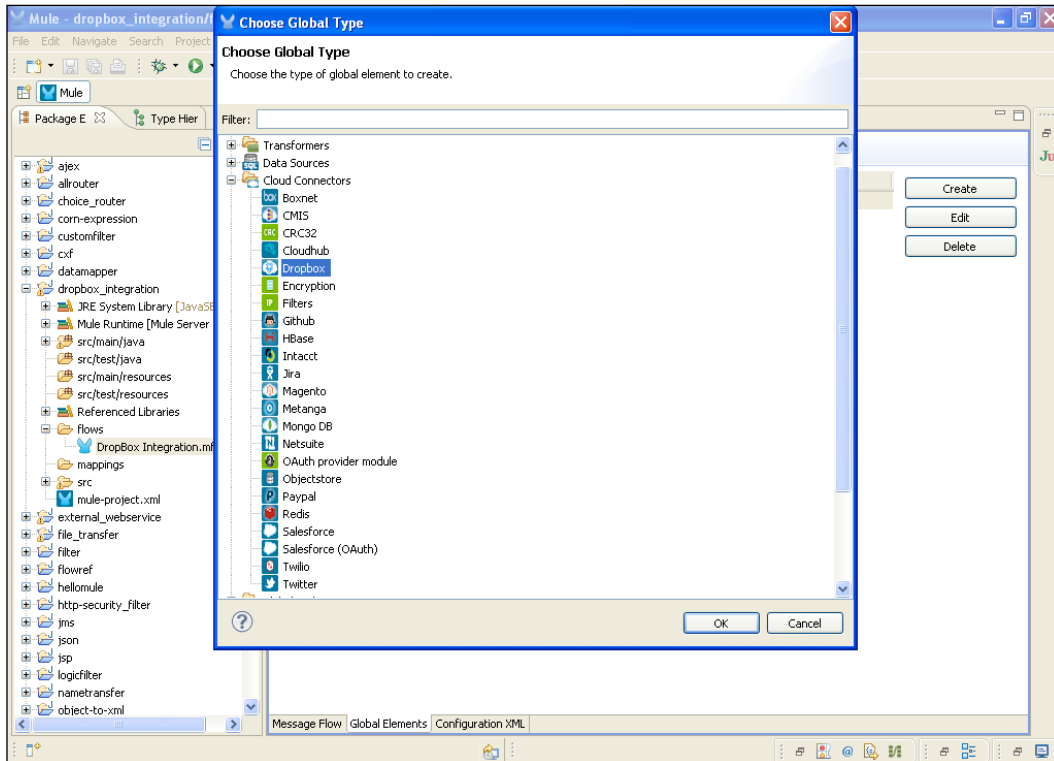 Mule - dropbox_integration/f
Choose Global Type
File Edit Navigate Search Project
Choose Global Type
Choose the type of global element to create.
Mule
Package E
Type Hier
Filter:
Transformers
Data Sources
Cloud Connectors
Boxnet
CMIS
CRC32
Cloudhub
Dropbox
Encryption
Filters
Github
HBase
Intacct
Jira
Magento
Metanga
Mongo DB
Netsuite
OAuth provider module
Objectstore
Paypal
Redis
Salesforce
Salesforce (OAuth)
Twilio
Twitter
OK
Cancel
Create
Edit
Delete
Ju
ajex
allrouter
choice_router
corn-expression
customfilter
cxf
datamapper
dropbox_integration
JRE System Library [JavaSE
Mule Runtime [Mule Server
src/main/java
src/test/java
src/main/resources
src/test/resources
Referenced Libraries
flows
DropBox Integration.mf
mappings
src
mule-project.xml
external_webservice
file_transfer
filter
flowref
hellomule
http-security_filter
jms
json
jsp
logicfilter
nametransfer
object-to-xml
Message Flow
Global Elements
Configuration XML